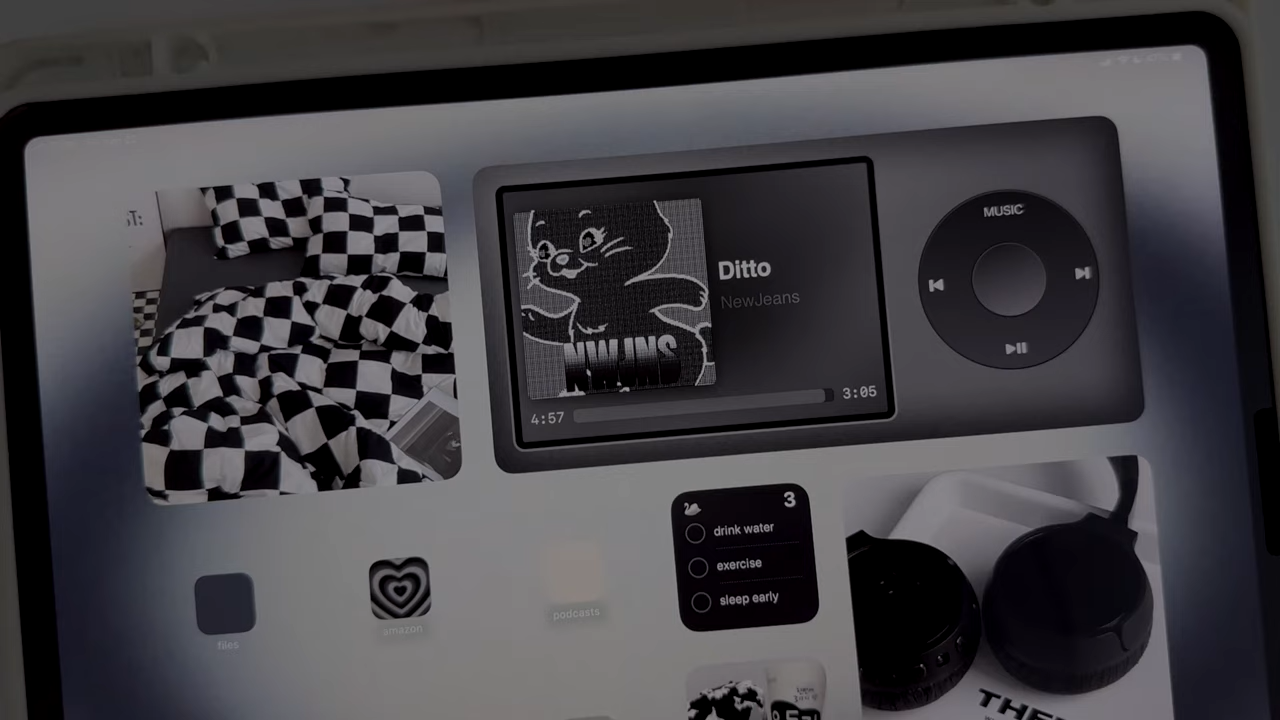 MUSIC
Ditto
NewJeans
NWJNS
4:57
3:05
3
drink water
exercise
sleep early
files
amazon
podcasts